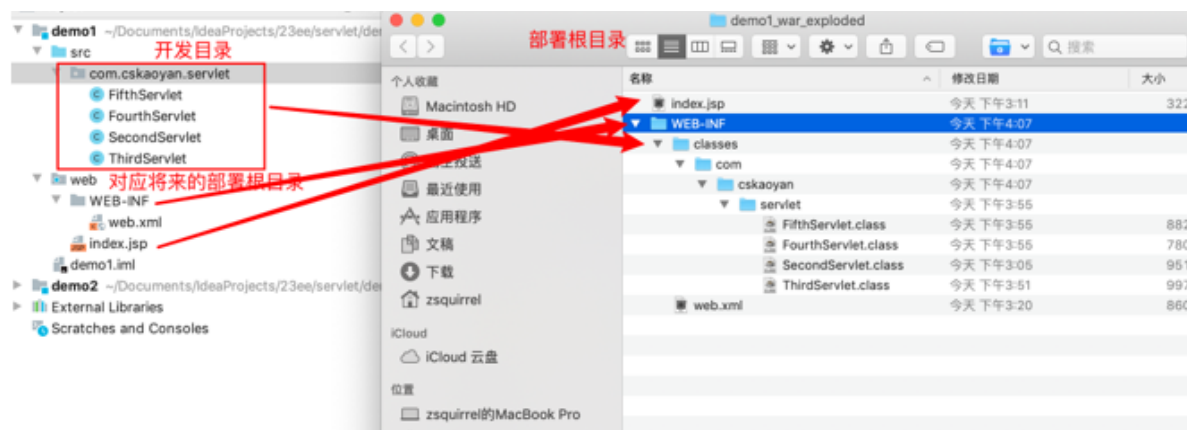 demo1 ~/Documents/IdeaProjects/23ee/servlet/de
src
开发目录
com.cskaoyan.servlet
FifthServlet
FourthServlet
SecondServlet
ThirdServlet
web
对应将来的部署根目录
WEB-INF
web.xml
index.jsp
demo1.iml
demo2 ~/Documents/IdeaProjects/23ee/servlet/de
External Libraries
Scratches and Consoles
demo1_war_exploded
部署根目录
搜索
个人收藏
Macintosh HD
桌面
投送
最近使用
应用程序
文稿
下载
zsquirrel
iCloud
iCloud 云盘
位置
zsquirrel的MacBook Pro
名称 修改日期 大小
index.jsp 今天 下午3:11 322
WEB-INF 今天 下午4:07
classes 今天 下午4:07
com 今天 下午4:07
cskaoyan 今天 下午4:07
servlet 今天 下午3:55
FifthServlet.class 今天 下午3:55 882
FourthServlet.class 今天 下午3:55 780
SecondServlet.class 今天 下午3:05 951
ThirdServlet.class 今天 下午3:51 997
web.xml 今天 下午3:20 860